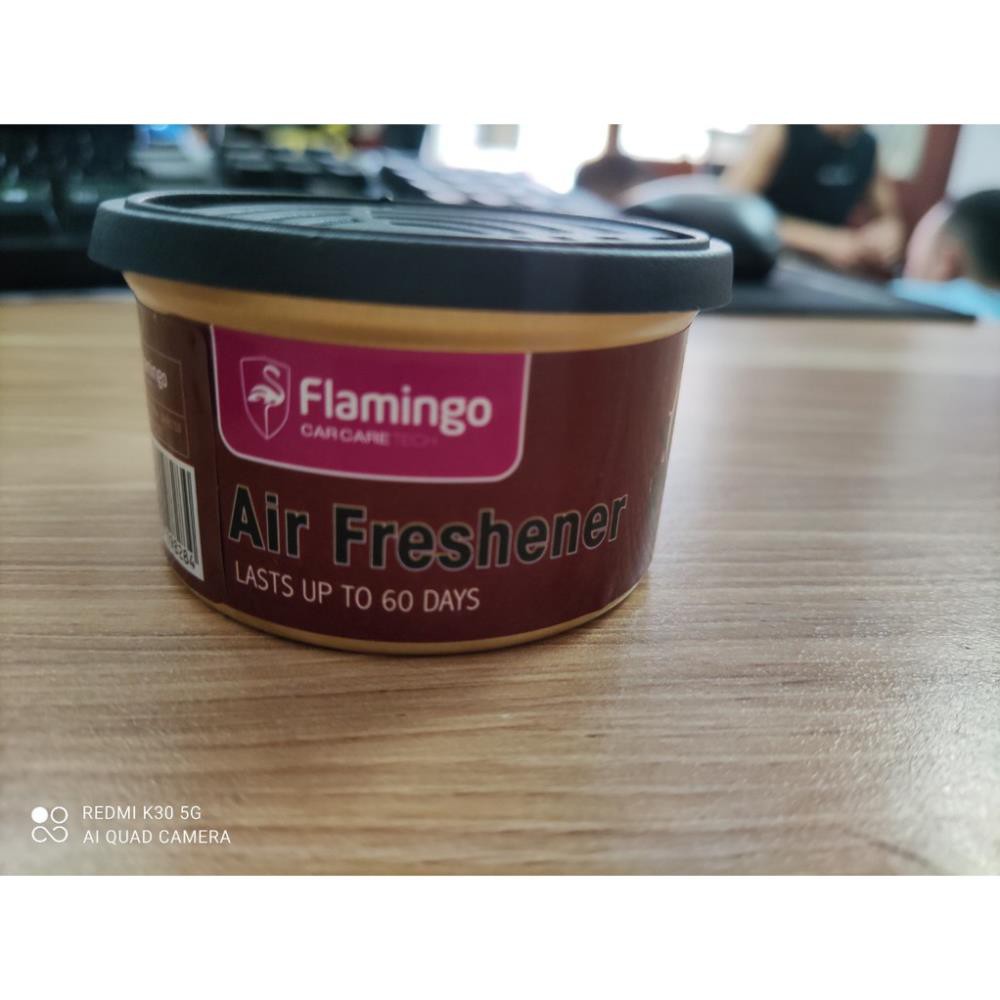 Flamingo
CAR CARE TECH
Air Freshener
LASTS UP TO 60 DAYS
REDMI K30 5G
AI QUAD CAMERA